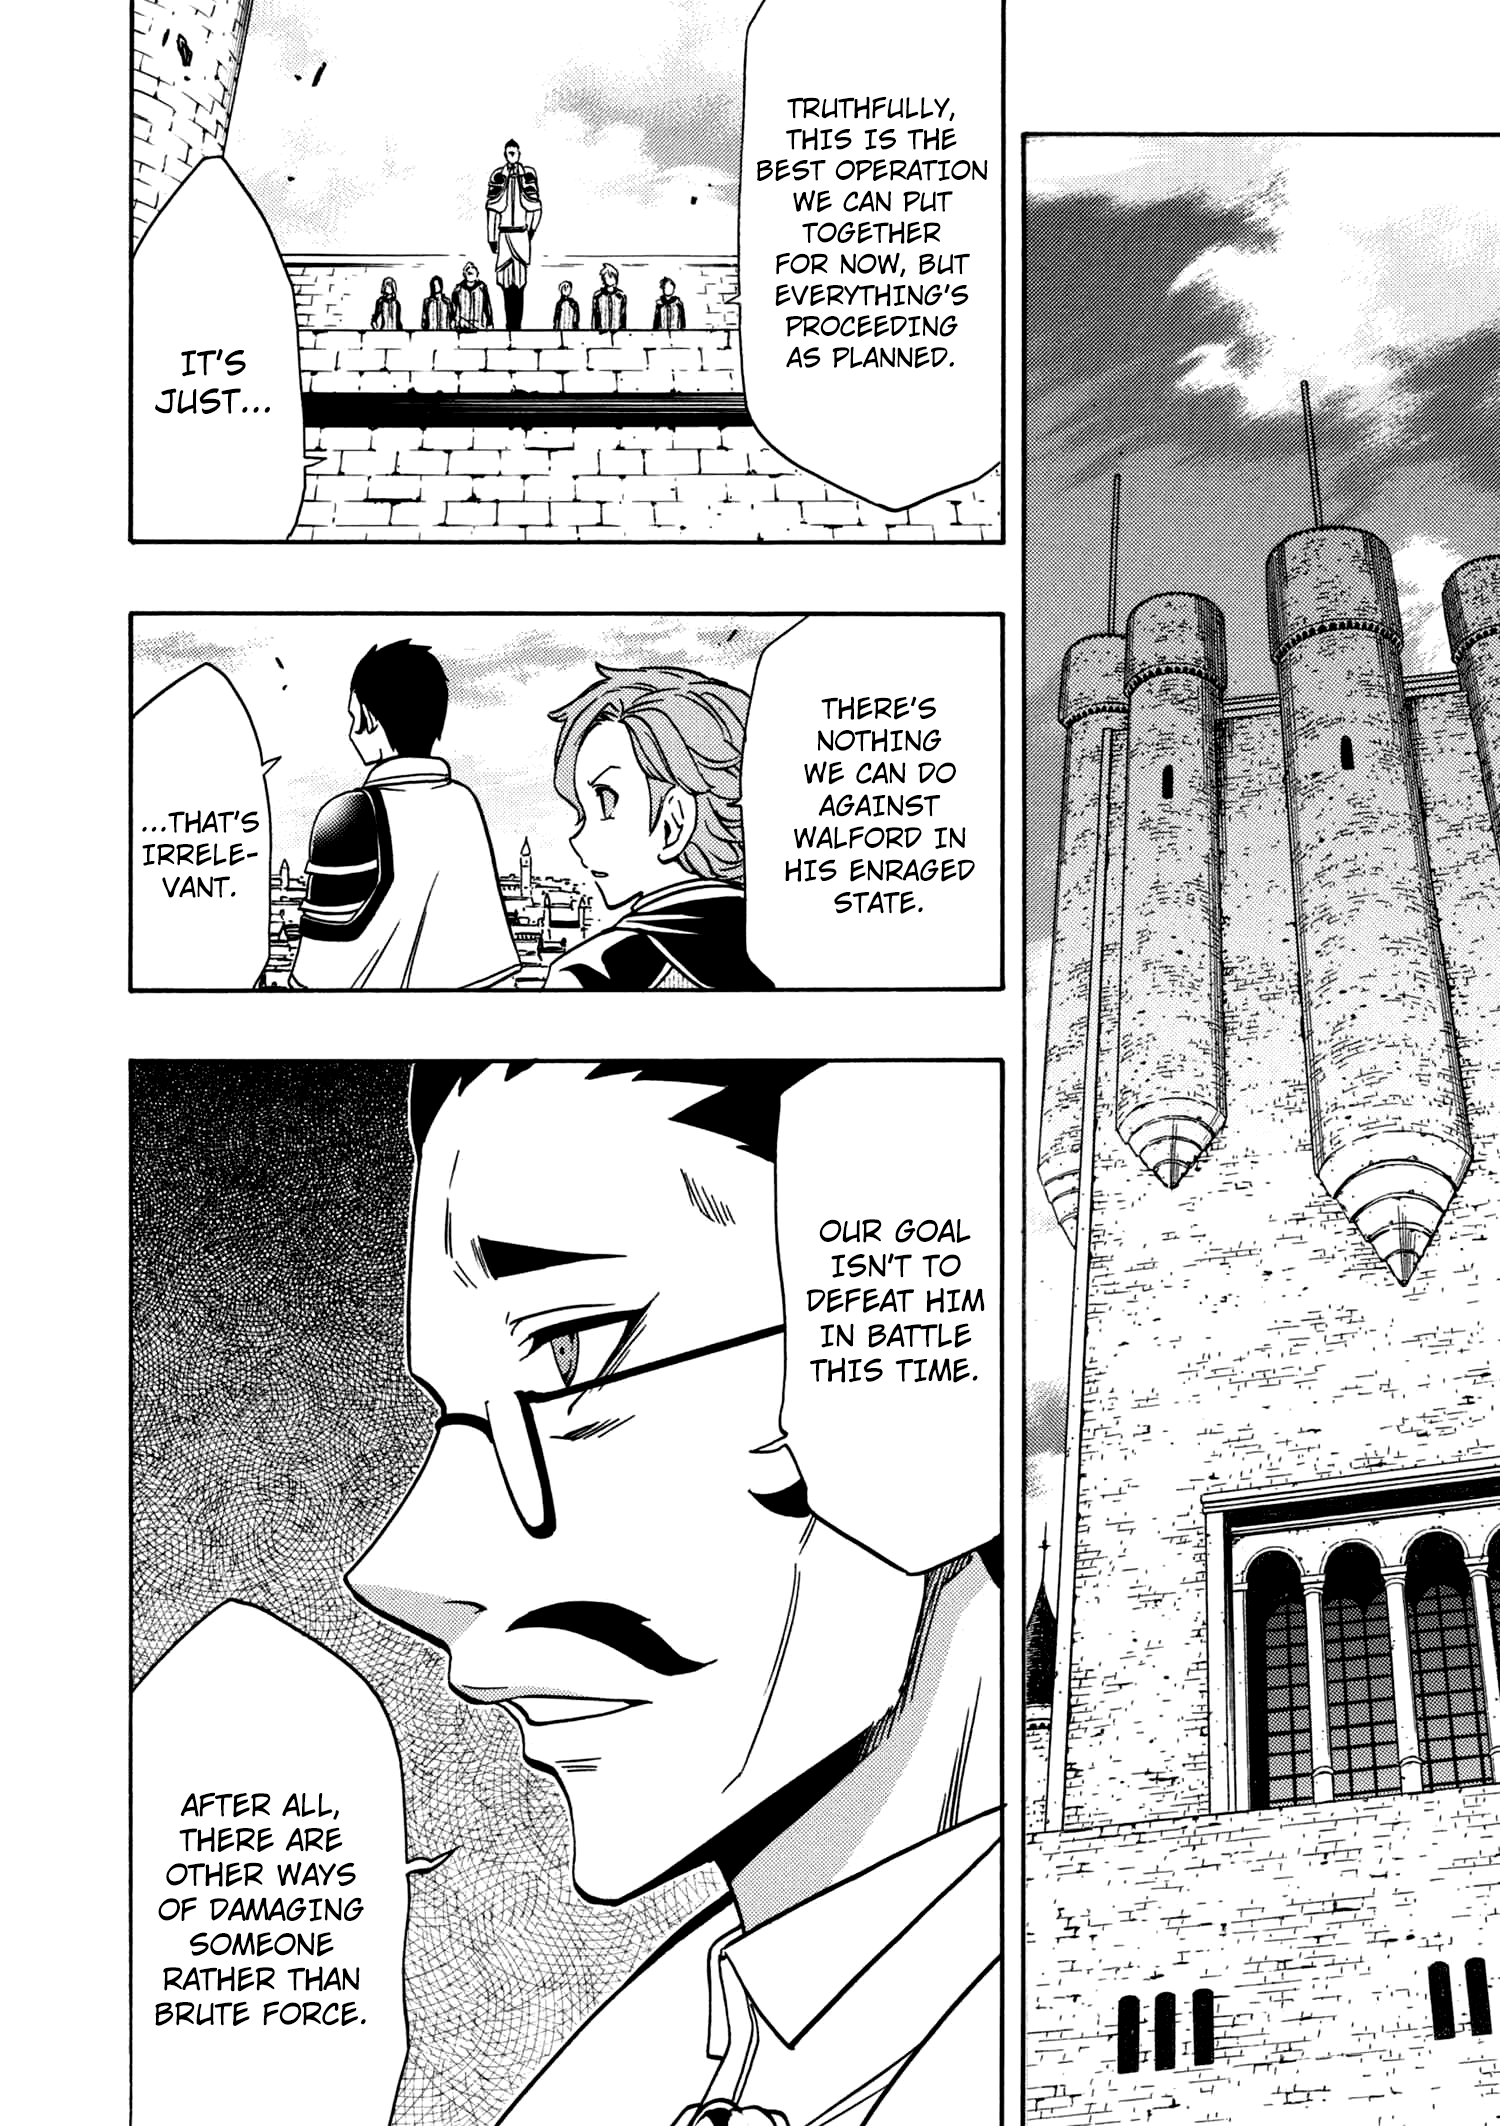 TRUTHFULLY,
THIS IS THE
BEST OPERATION
WE CAN PUT
TOGETHER
FOR NOW, BUT
EVERYTHING'S
PROCEEDING
AS PLANNED.
IT'S
JUST...
THERE'S
NOTHING
WE CAN DO
AGAINST
WALFORD IN
HIS ENRAGED
STATE.
...THAT'S
IRRELE-
VANT.
OUR GOAL
ISN'T TO
DEFEAT HIM
IN BATTLE
THIS TIME.
AFTER ALL,
THERE ARE
OTHER WAYS
OF DAMAGING
SOMEONE
RATHER THAN
BRUTE FORCE.